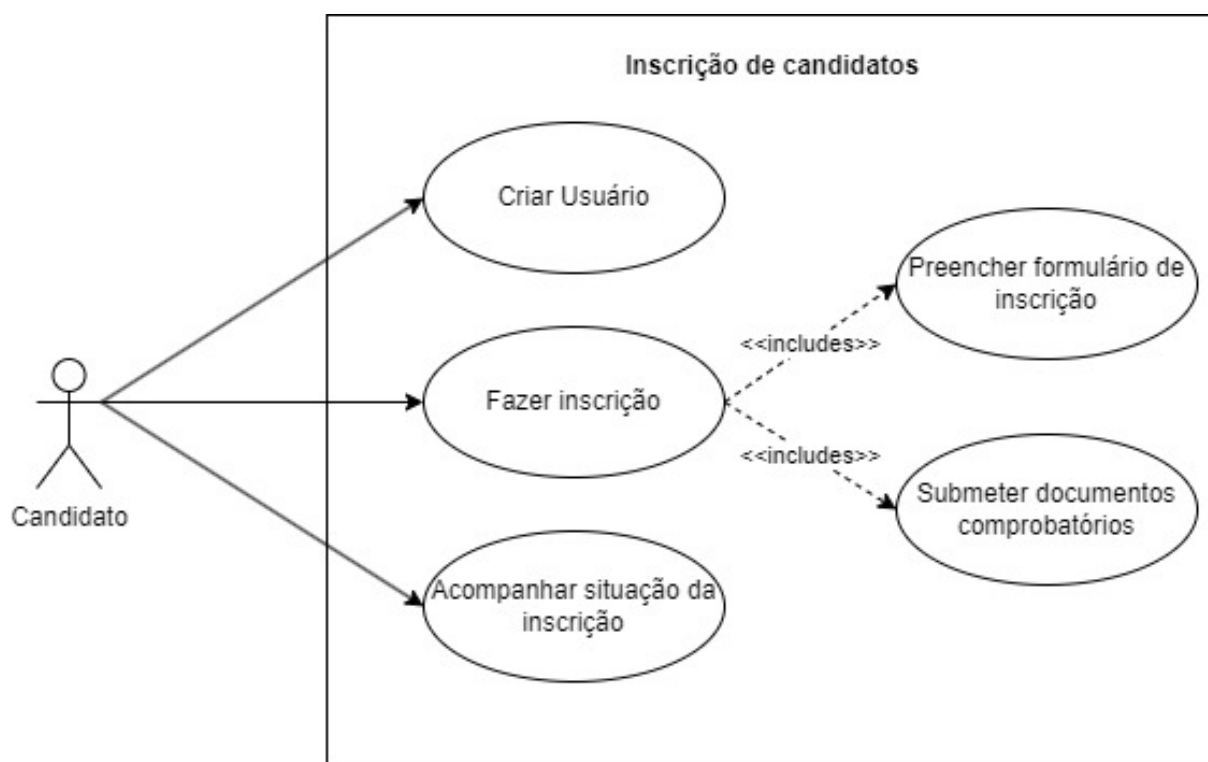 Inscrição de candidatos
Criar Usuário
Preencher formulário de
inscrição
<<includes>>
Fazer inscrição
<<includes>>
Submeter documentos
comprobatórios
Candidato
Acompanhar situação da
inscrição